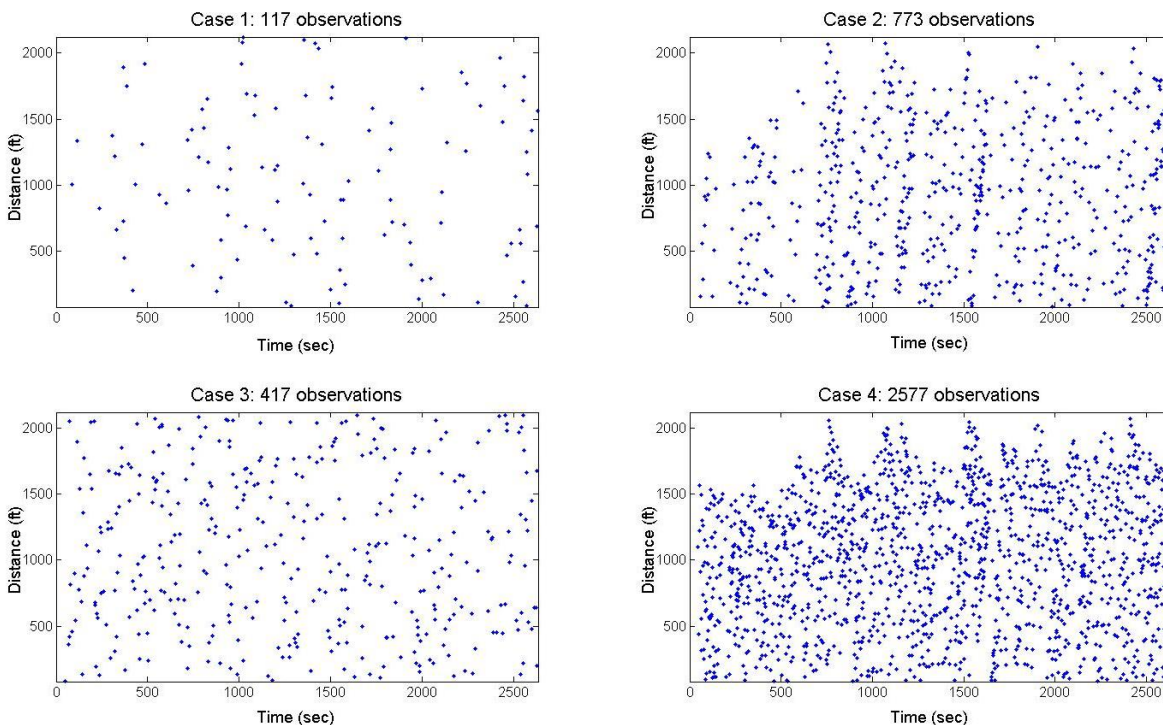 Case 1: 117 observations
2000
1500
1000
500
Distance (ft)
0 500 1000 1500 2000 2500
Time (sec)
Case 2: 773 observations
2000
1500
1000
500
Distance (ft)
0 500 1000 1500 2000 2500
Time (sec)
Case 3: 417 observations
2000
1500
1000
500
Distance (ft)
0 500 1000 1500 2000 2500
Time (sec)
Case 4: 2577 observations
2000
1500
1000
500
Distance (ft)
0 500 1000 1500 2000 2500
Time (sec)